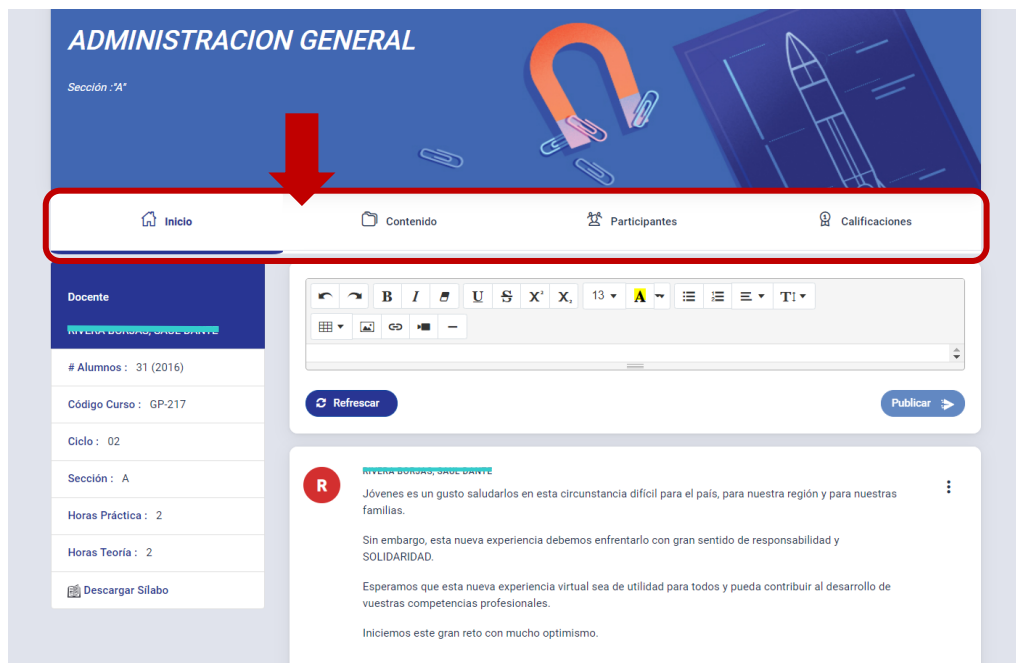 ADMINISTRACION GENERAL
Sección :"A"
Inicio
Contenido
Participantes
Calificaciones
Docente
# Alumnos : 31 (2016)
Código Curso : GP-217
Ciclo : 02
Sección : A
Horas Práctica : 2
Horas Teoría : 2
Descargar Sílabo
B I U S X² X₂ 13 A T
Refrescar
Publicar
R
Jóvenes es un gusto saludarlos en esta circunstancia difícil para el país, para nuestra región y para nuestras
familias.
Sin embargo, esta nueva experiencia debemos enfrentarlo con gran sentido de responsabilidad y
SOLIDARIDAD.
Esperamos que esta nueva experiencia virtual sea de utilidad para todos y pueda contribuir al desarrollo de
vuestras competencias profesionales.
Iniciemos este gran reto con mucho optimismo.